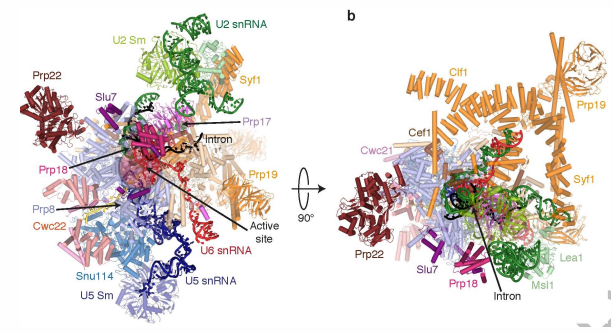 b
U2 snRNA
U2 Sm
Syf1
Prp22
Slu7
Prp17
Intron
Prp18
Prp19
Prp8
Cwc22
Active
site
U6 snRNA
Snu114
U5 snRNA
U5 Sm
90°
Clf1
Prp19
Cef1
Cwc21
Syf1
Prp22
Lea1
Slu7
Prp18
Msl1
Intron